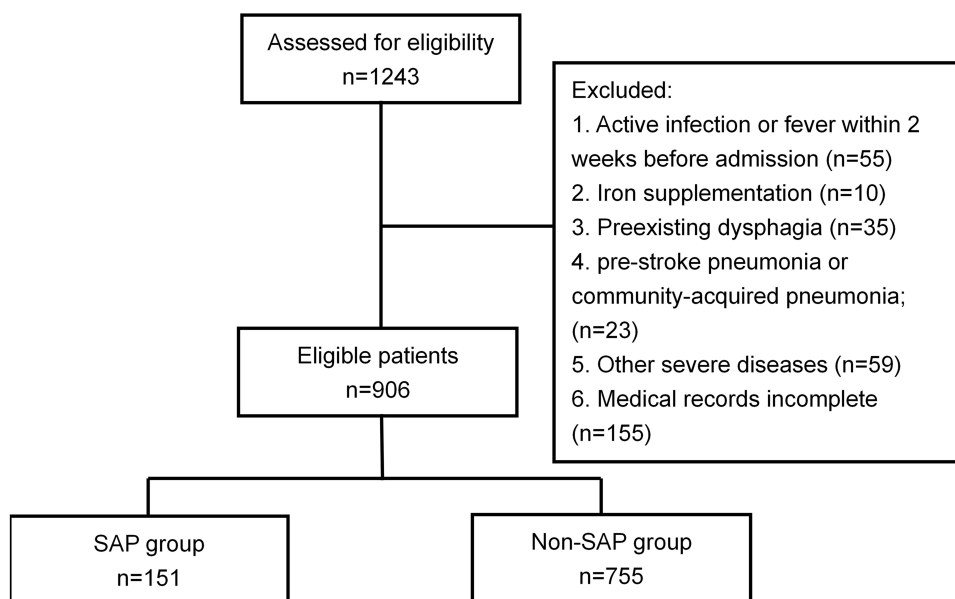 Assessed for eligibility
n=1243
Excluded:
1. Active infection or fever within 2
weeks before admission (n=55)
2. Iron supplementation (n=10)
3. Preexisting dysphagia (n=35)
4. pre-stroke pneumonia or
community-acquired pneumonia;
(n=23)
5. Other severe diseases (n=59)
6. Medical records incomplete
(n=155)
Eligible patients
n=906
SAP group
n=151
Non-SAP group
n=755